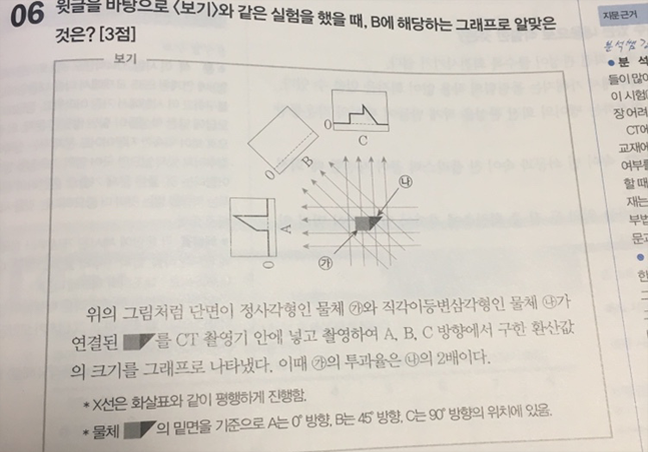 06 윗글을 바탕으로 <보기>와 같은 실험을 했을 때, B에 해당하는 그래프로 알맞은
것은? [3점]
보기
0
C
B
0
A
0
㉯
㉮
위의 그림처럼 단면이 정사각형인 물체 ㉮와 직각이등변삼각형인 물체 ㉯가
연결된 를 CT 촬영기 안에 넣고 촬영하여 A, B, C 방향에서 구한 환산값
의 크기를 그래프로 나타냈다. 이때 ㉮의 투과율은 ㉯의 2배이다.
* X선은 화살표와 같이 평행하게 진행함.
* 물체 의 밑면을 기준으로 A는 0° 방향, B는 45° 방향, C는 90° 방향의 위치에 있음.
지문 근거
● 분 석
들이 많이
이 시험
장 어려
CT에
교재에
여부를
할 때
재는
부법
문고